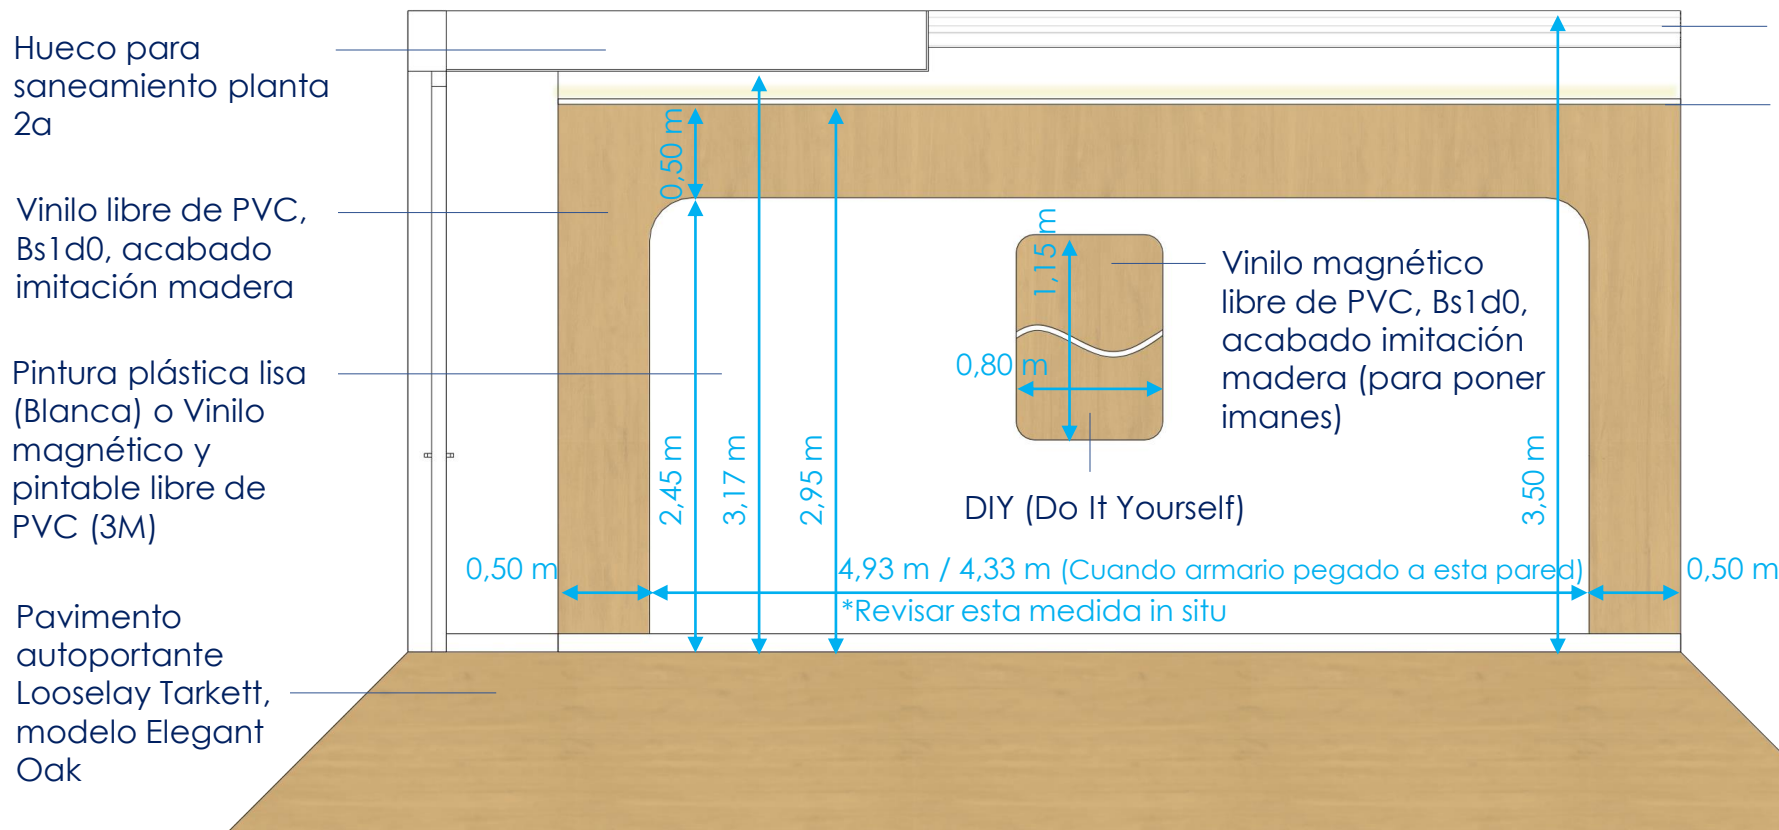 Hueco para
saneamiento planta
2a
Vinilo libre de PVC,
Bs1d0, acabado
imitación madera
Pintura plástica lisa
(Blanca) o Vinilo
magnético y
pintable libre de
PVC (3M)
Pavimento
autoportante
Looselay Tarkett,
modelo Elegant
Oak
0,50 m
2,45 m
3,17 m
2,95 m
1,15 m
0,80 m
Vinilo magnético
libre de PVC, Bs1d0,
acabado imitación
madera (para poner
imanes)
DIY (Do It Yourself)
3,50 m
0,50 m
4,93 m / 4,33 m (Cuando armario pegado a esta pared)
*Revisar esta medida in situ
0,50 m